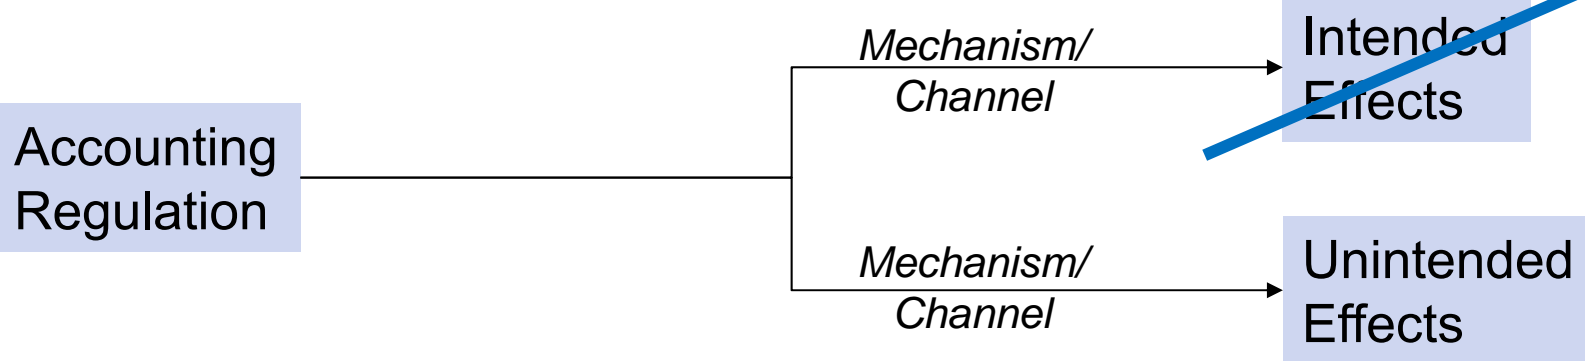 Mechanism/
Channel
Intended
Effects
Accounting
Regulation
Mechanism/
Channel
Unintended
Effects